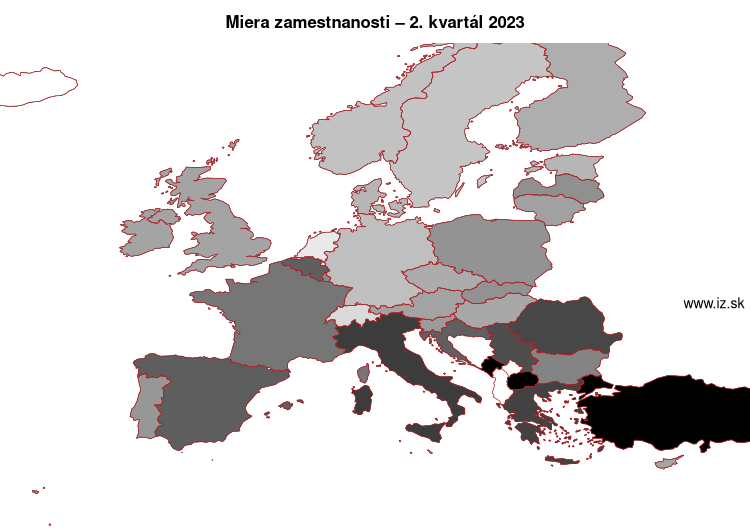 Miera zamestnanosti – 2. kvartál 2023
www.iz.sk